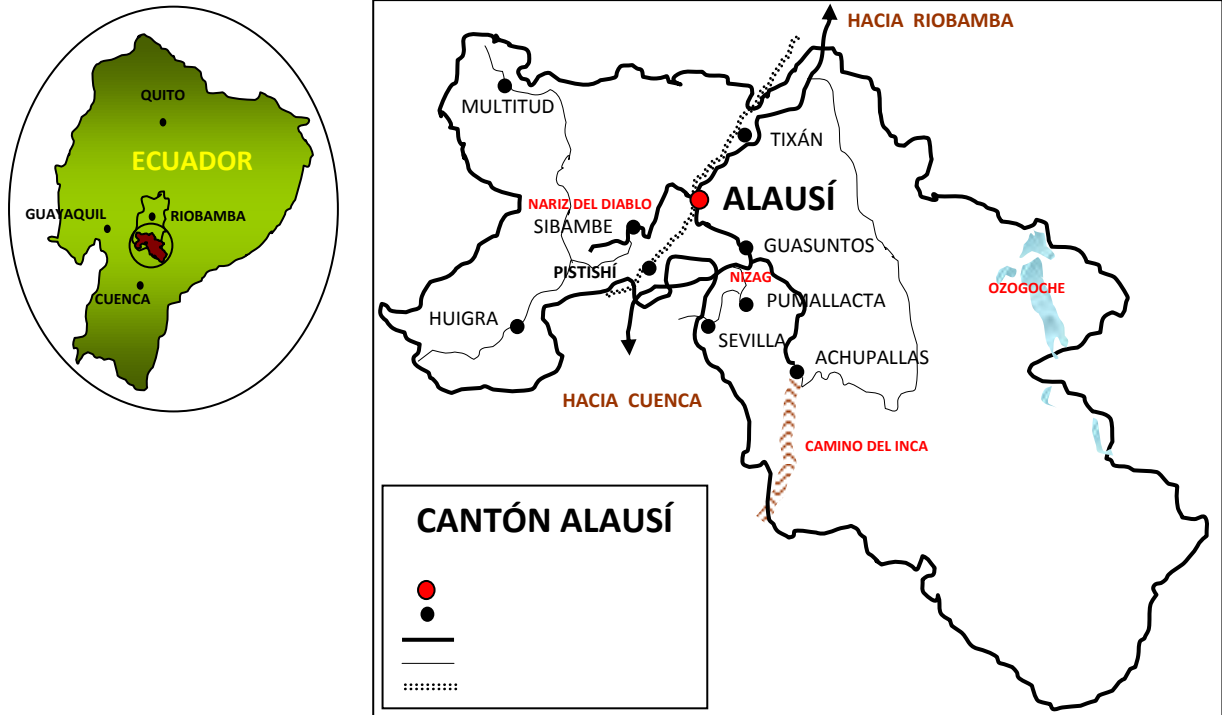 QUITO
ECUADOR
GUAYAQUIL
RIOBAMBA
CUENCA
HACIA RIOBAMBA
MULTITUD
TIXÁN
ALAUSÍ
NARIZ DEL DIABLO
SIBAMBE
GUASUNTOS
PISTISHÍ
NIZAG
OZOGOCHE
PUMALLACTA
HUIGRA
SEVILLA
ACHUPALLAS
HACIA CUENCA
CAMINO DEL INCA
CANTÓN ALAUSÍ